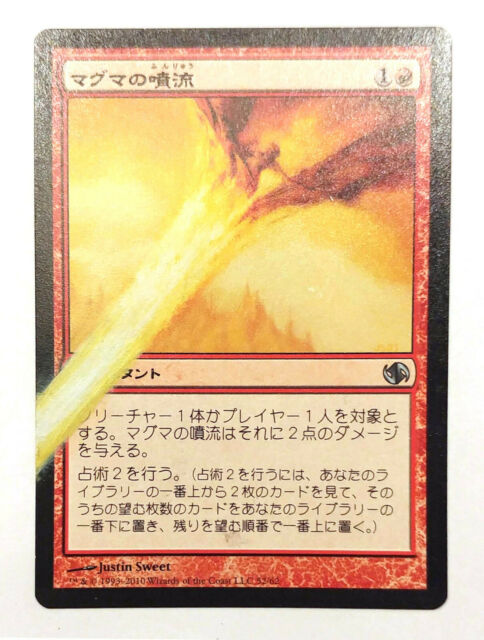 ふんりゅう
マグマの噴流 1
メント
リーチャー１体かプレイヤー１人を対象と
する。マグマの噴流はそれに２点のダメージ
を与える。
占術２を行う。（占術２を行うには、あなたのラ
イブラリーの一番上から２枚のカードを見て、そ
のうちの望む枚数のカードをあなたのライブラリーの
一番下に置き、残りを望む順番で一番上に置く。）
Justin Sweet
™ & © 1993-2010 Wizards of the Coast LLC 52/62